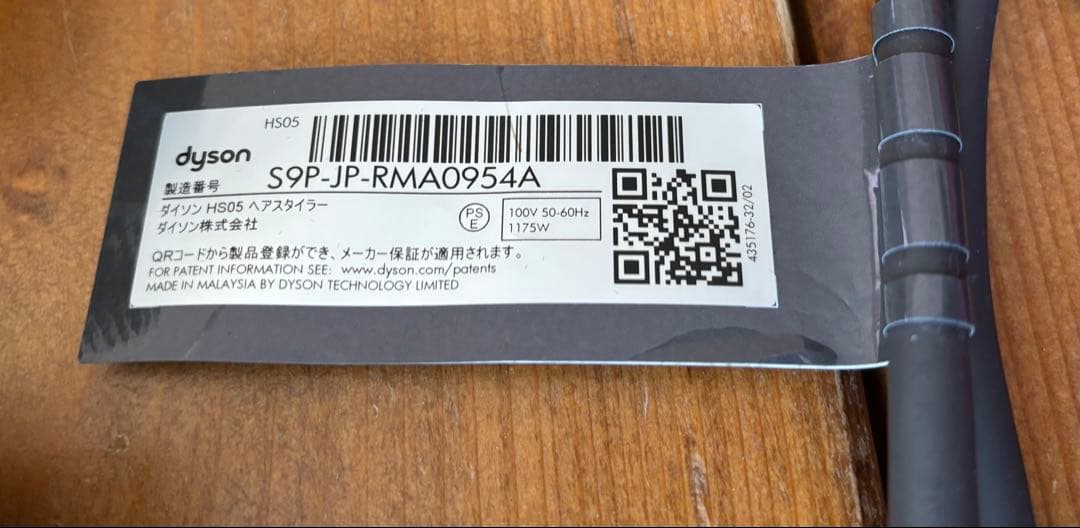 HS05
dyson
製造番号 S9P-JP-RMA0954A
ダイソン HS05 ヘアスタイラー
ダイソン株式会社
PS
E
100V 50-60Hz
1175W
QRコードから製品登録ができ、メーカー保証が適用されます。
FOR PATENT INFORMATION SEE: www.dyson.com/patents
MADE IN MALAYSIA BY DYSON TECHNOLOGY LIMITED
435176-32/02